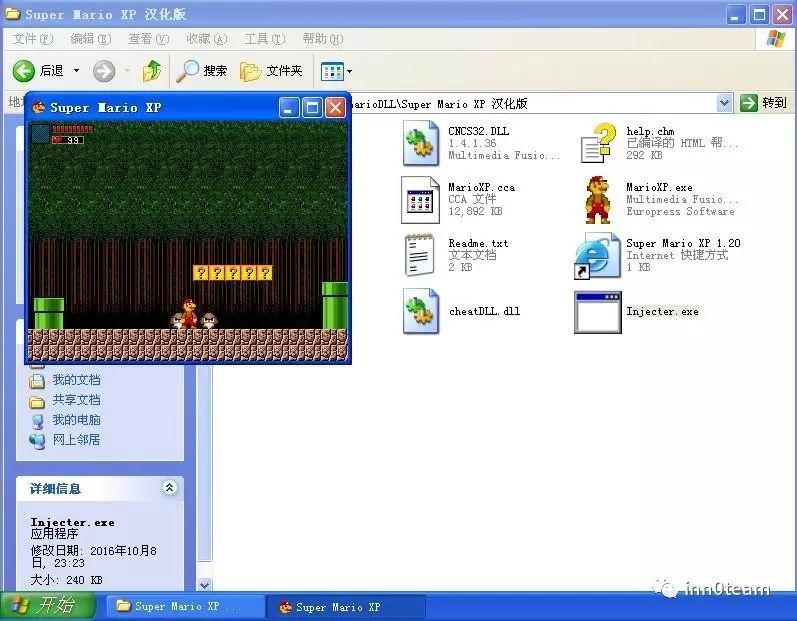 Super Mario XP 汉化版
文件(F) 编辑(E) 查看(V) 收藏(A) 工具(T) 帮助(H)
后退 搜索 文件夹
arioDLL\Super Mario XP 汉化版 转到
Super Mario XP
99
CNCS32.DLL
1.4.1.36
Multimedia Fusio...
help.chm
已编译的 HTML 帮...
292 KB
MarioXP.cca
CCA 文件
12,892 KB
MarioXP.exe
Multimedia Fusio...
Europress Software
Readme.txt
文本文档
2 KB
Super Mario XP 1.20
Internet 快捷方式
1 KB
cheatDLL.dll
Injecter.exe
? ? ? ? ?
我的文档
共享文档
我的电脑
网上邻居
详细信息
Injecter.exe
应用程序
修改日期: 2016年10月8
日, 23:23
大小: 240 KB
inn0team
开始 Super Mario XP ... Super Mario XP